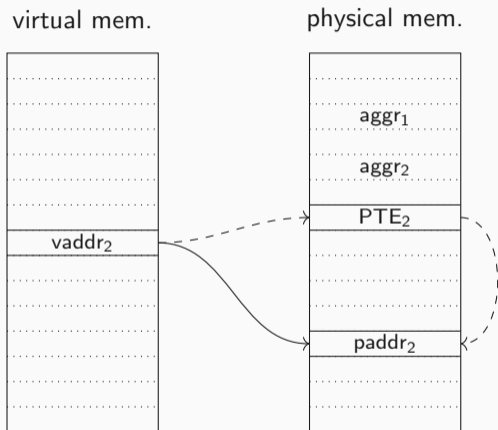 virtual mem.
physical mem.
aggr₁
aggr₂
PTE₂
vaddr₂
paddr₂